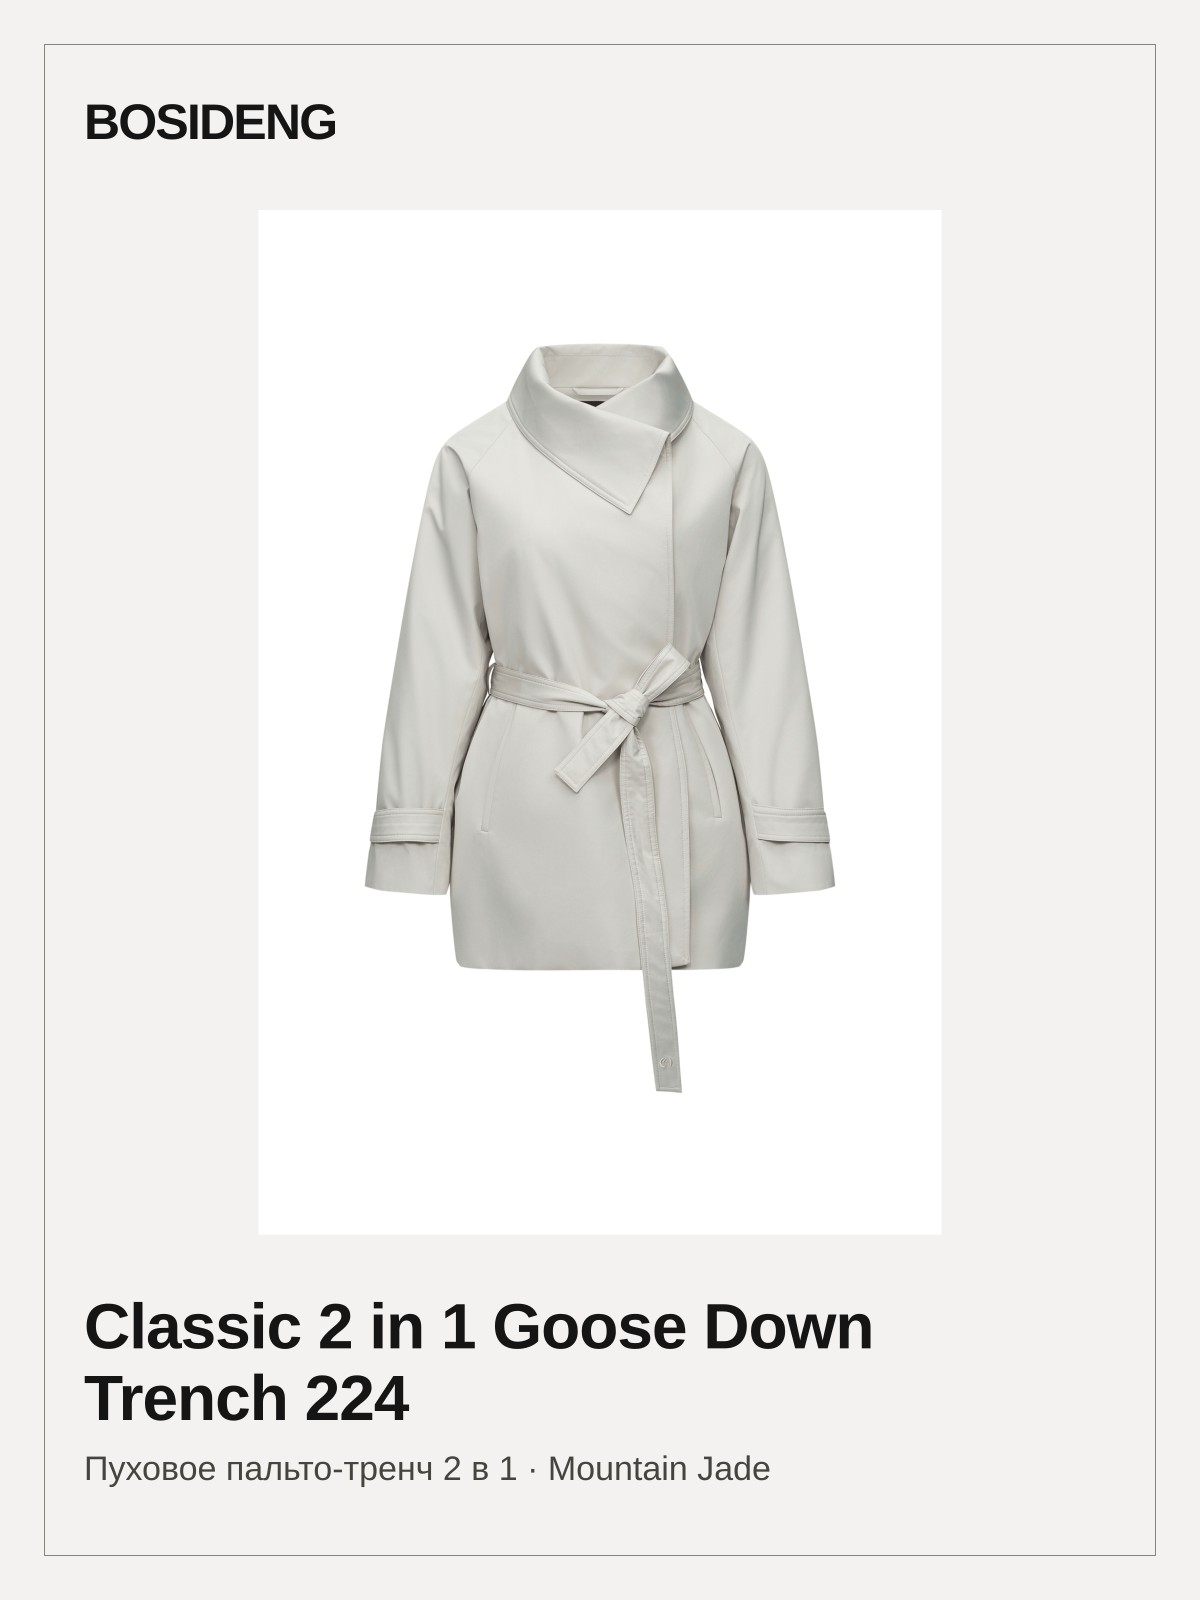 BOSIDENG
Classic 2 in 1 Goose Down
Trench 224
Пуховое пальто-тренч 2 в 1 · Mountain Jade